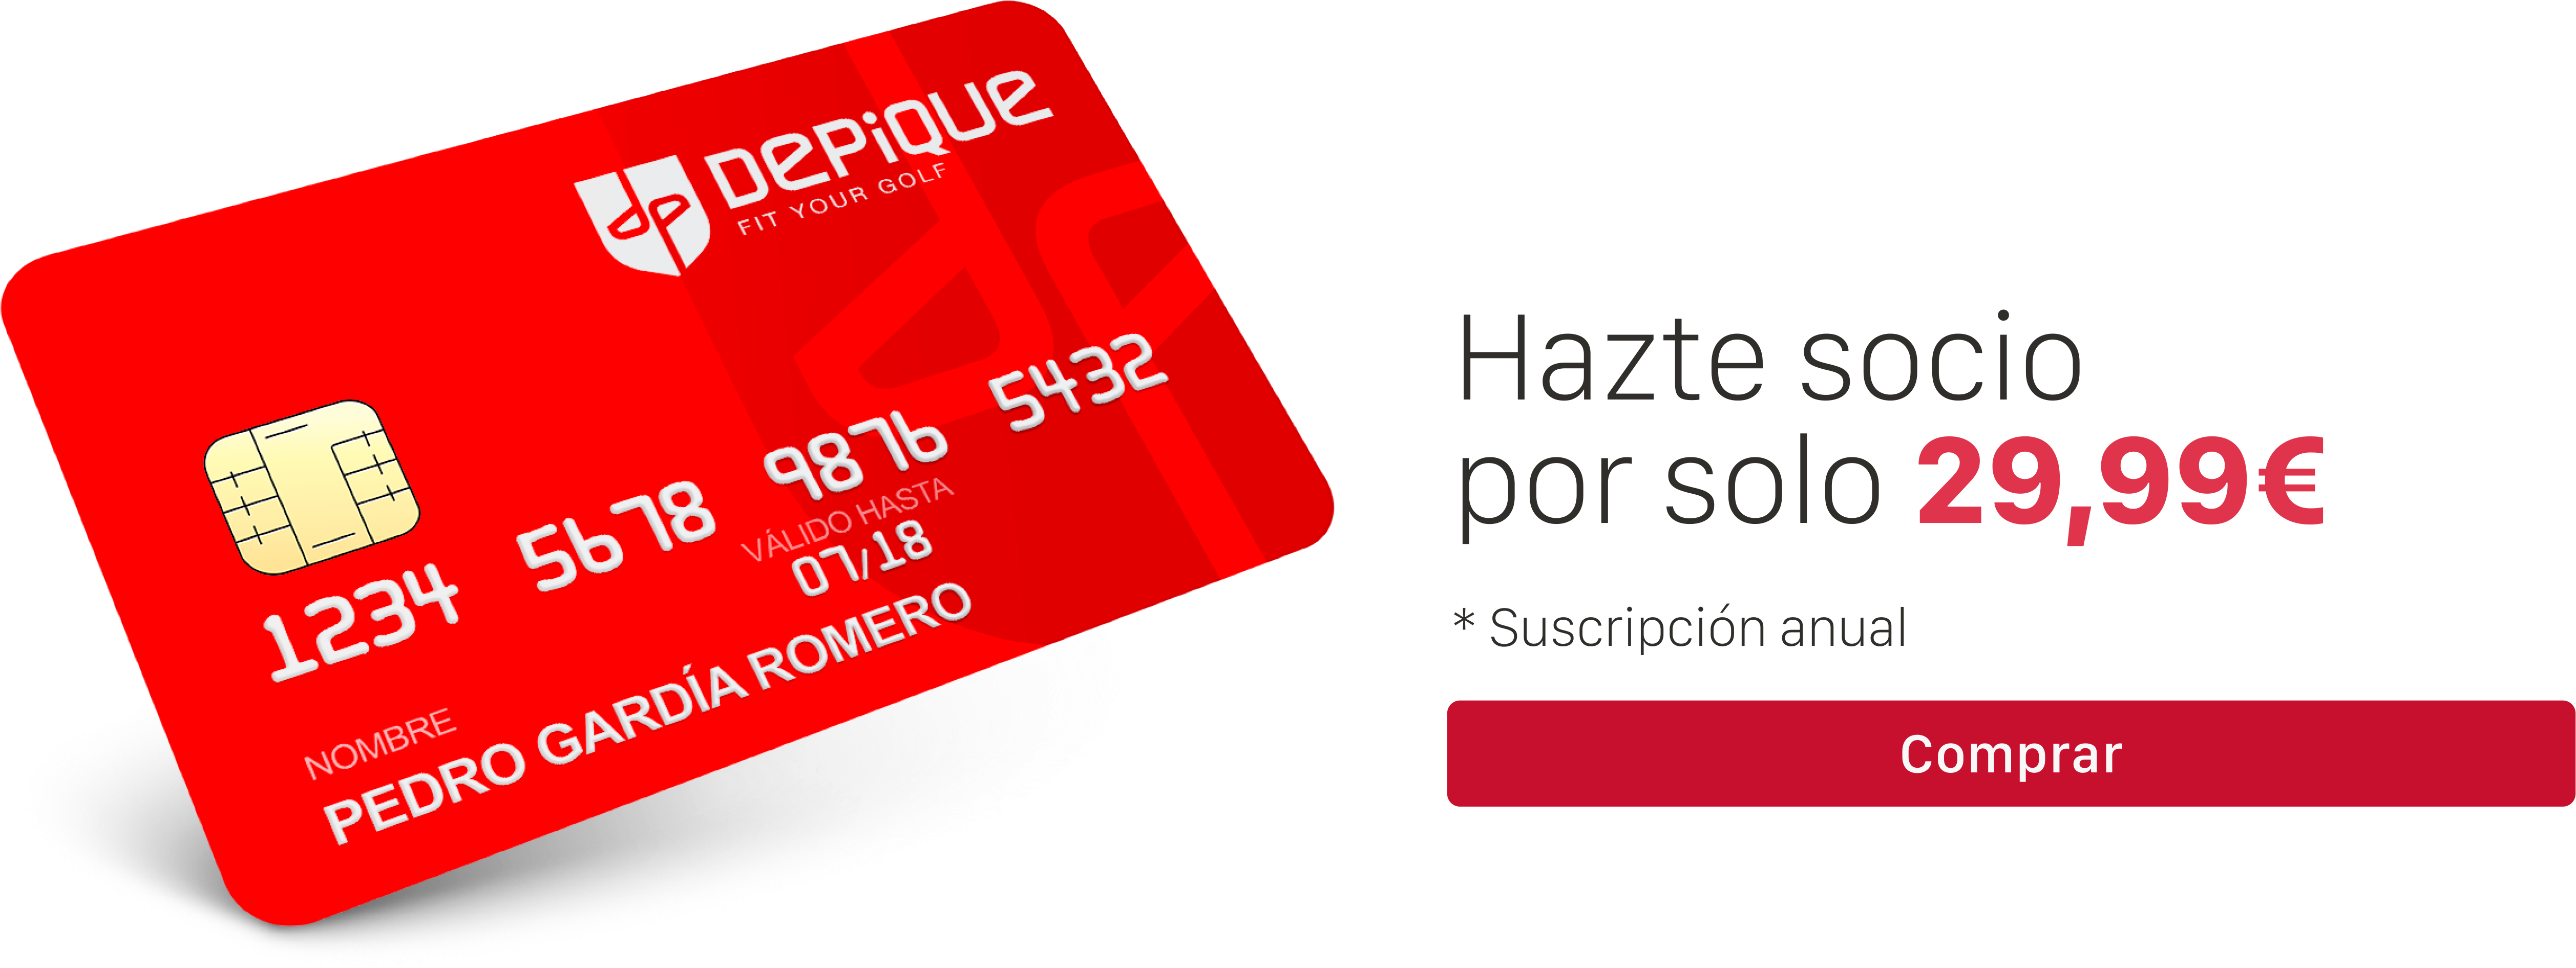 DEPiQUE
FIT YOUR GOLF
1234 5678 9876 5432
VÁLIDO HASTA
07/18
NOMBRE
PEDRO GARDÍA ROMERO
Hazte socio
por solo 29,99€
* Suscripción anual
Comprar